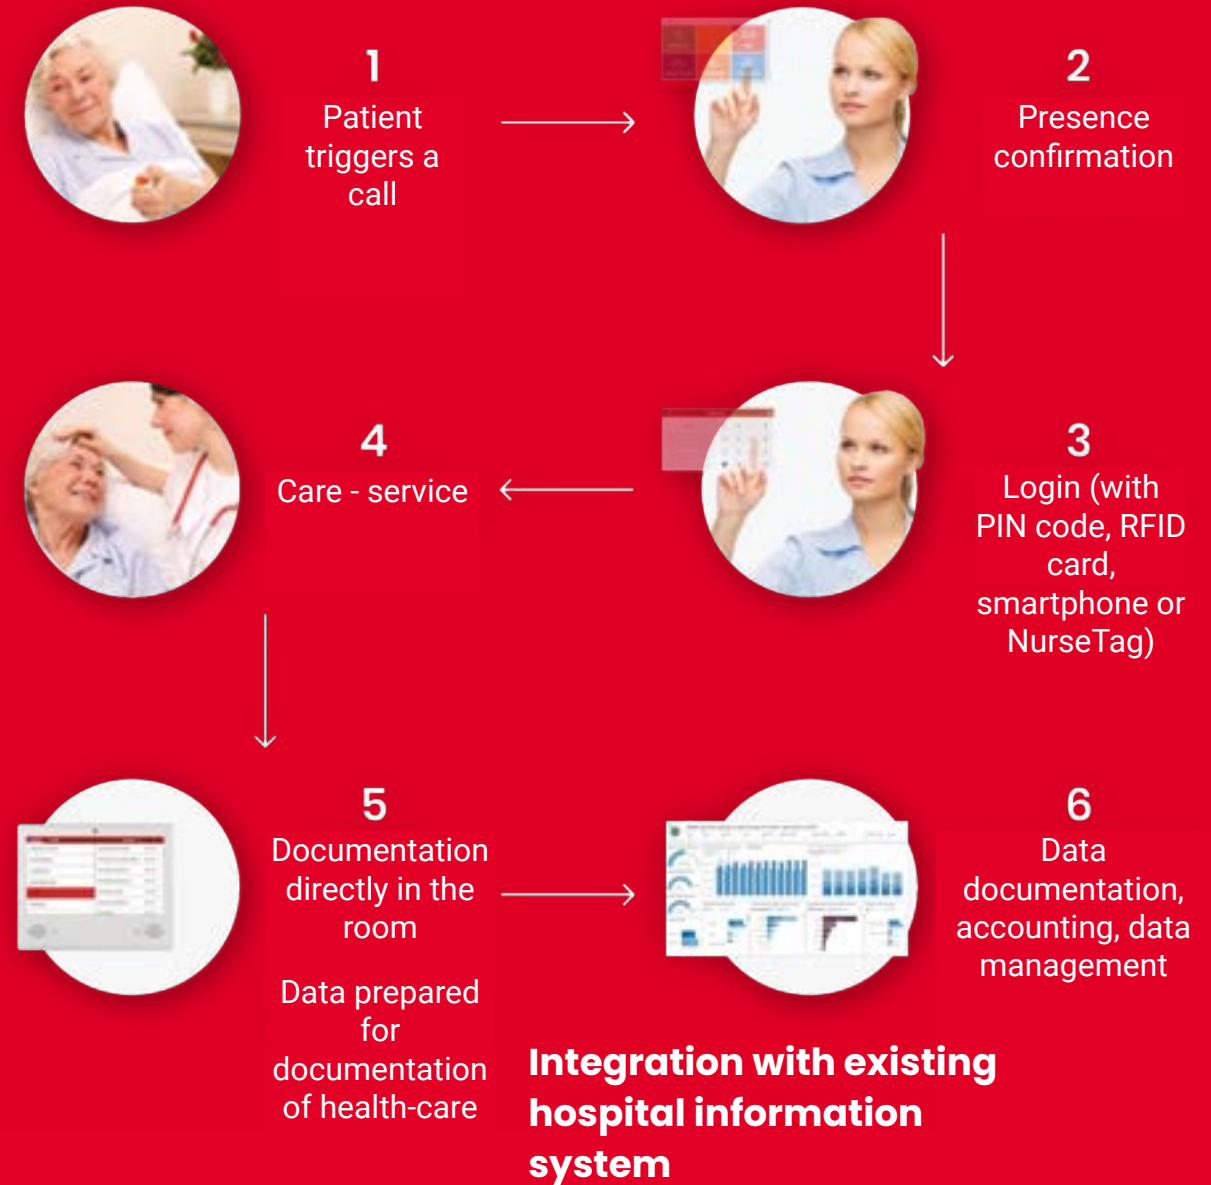 1
Patient
triggers a
call
2
Presence
confirmation
3
Login (with
PIN code, RFID
card,
smartphone or
NurseTag)
4
Care - service
5
Documentation
directly in the
room
Data prepared
for
documentation
of health-care
6
Data
documentation,
accounting, data
management
Integration with existing
hospital information
system